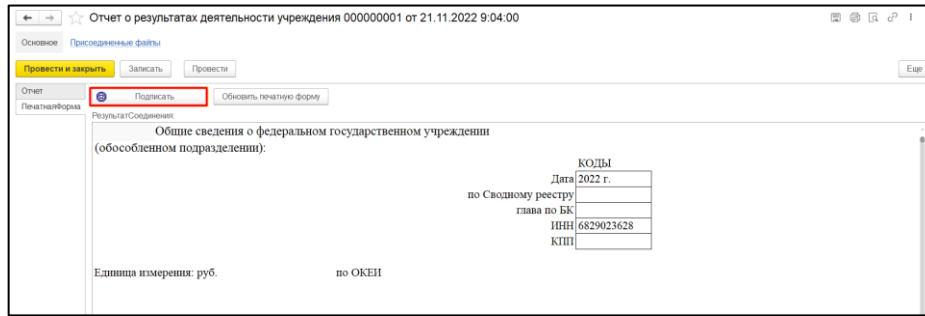 Отчет о результатах деятельности учреждения 000000001 от 21.11.2022 9:04:00
Основное Присоединенные файлы
Провести и закрыть Записать Провести Еще
Отчет
ПечатнаяФорма
Подписать Обновить печатную форму
РезультатСоединения:
Общие сведения о федеральном государственном учреждении
(обособленном подразделении):
КОДЫ
Дата 2022 г.
по Сводному реестру
глава по БК
ИНН 6829023628
КПП
Единица измерения: руб. по ОКЕИ